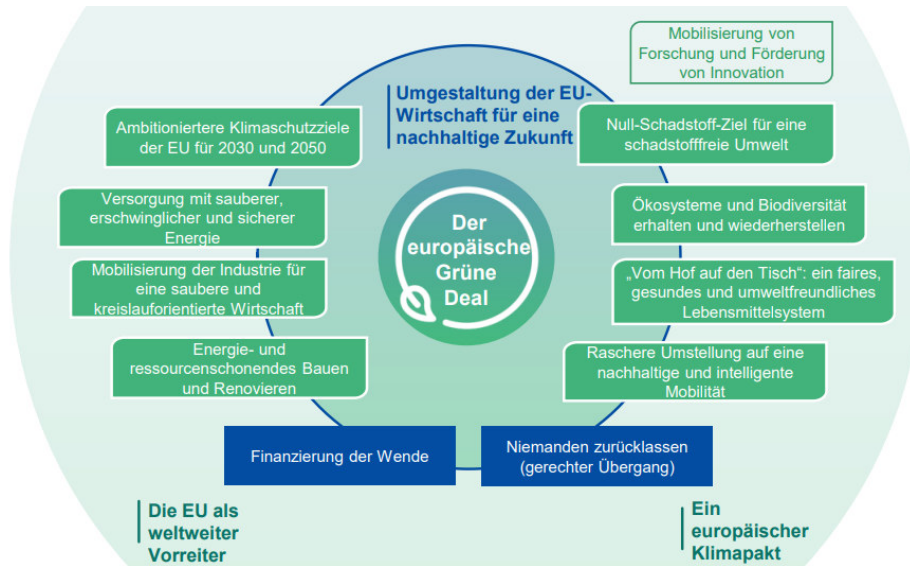 Mobilisierung von
Forschung und Förderung
von Innovation
Umgestaltung der EU-
Wirtschaft für eine
nachhaltige Zukunft
Ambitioniertere Klimaschutzziele
der EU für 2030 und 2050
Null-Schadstoff-Ziel für eine
schadstofffreie Umwelt
Versorgung mit sauberer,
erschwinglicher und sicherer
Energie
Ökosysteme und Biodiversität
erhalten und wiederherstellen
Der
europäische
Grüne
Deal
Mobilisierung der Industrie für
eine saubere und
kreislauforientierte Wirtschaft
„Vom Hof auf den Tisch“: ein faires,
gesundes und umweltfreundliches
Lebensmittelsystem
Energie- und
ressourcenschonendes Bauen
und Renovieren
Raschere Umstellung auf eine
nachhaltige und intelligente
Mobilität
Finanzierung der Wende
Niemanden zurücklassen
(gerechter Übergang)
Die EU als
weltweiter
Vorreiter
Ein
europäischer
Klimapakt